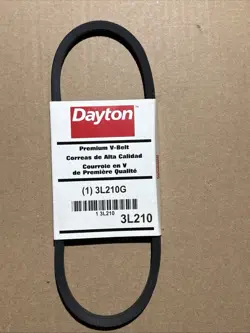 Dayton
Premium V-Belt
Correas de Alta Calidad
Courroie en V
de Première Qualité
(1) 3L210G
1 3L210
3L210